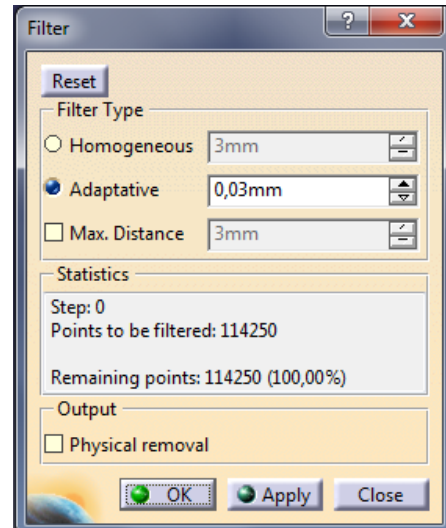 Filter
Reset
Filter Type
Homogeneous 3mm
Adaptative 0,03mm
Max. Distance 3mm
Statistics
Step: 0
Points to be filtered: 114250
Remaining points: 114250 (100,00%)
Output
Physical removal
OK Apply Close